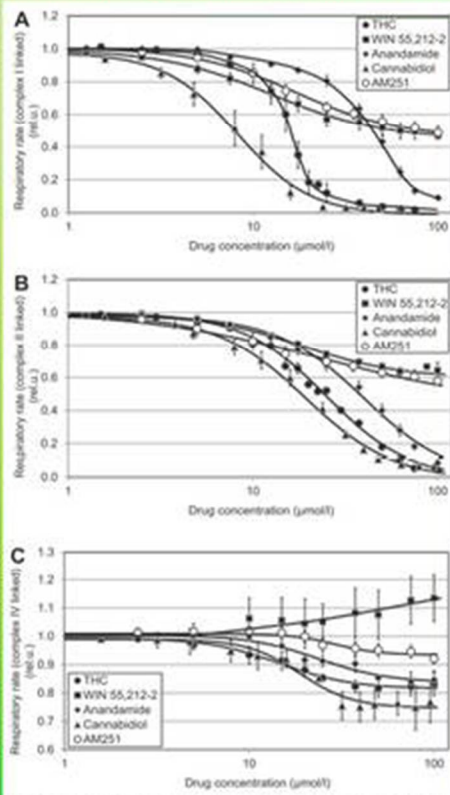 A
Respiratory rate (complex I linked)
(rel.u.)
1.2
1.0
0.8
0.6
0.4
0.2
0.0
THC
WIN 55,212-2
Anandamide
Cannabidiol
AM251
1
10
100
Drug concentration (µmol/l)
B
Respiratory rate (complex II linked)
(rel.u.)
1.2
1.0
0.8
0.6
0.4
0.2
0.0
THC
WIN 55,212-2
Anandamide
Cannabidiol
AM251
1
10
100
Drug concentration (µmol/l)
C
Respiratory rate (complex IV linked)
(rel.u.)
1.3
1.2
1.1
1.0
0.9
0.8
0.7
0.6
THC
WIN 55,212-2
Anandamide
Cannabidiol
AM251
1
10
100
Drug concentration (µmol/l)